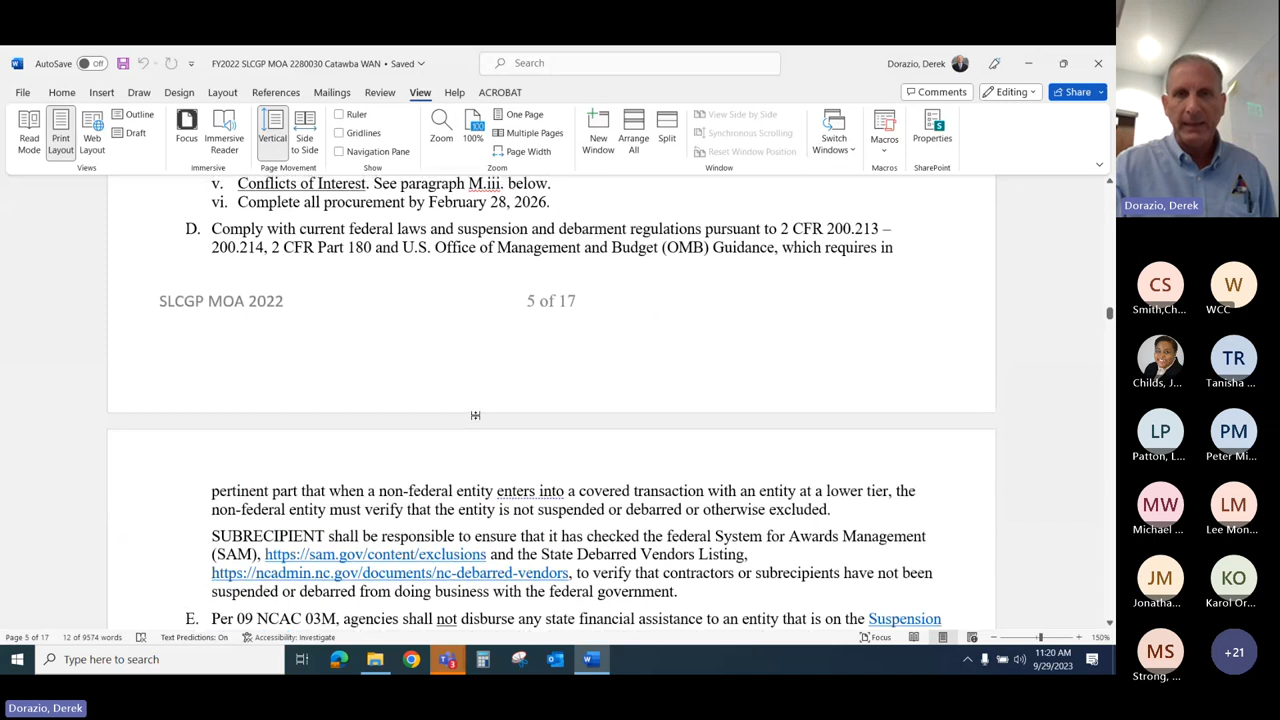 AutoSave Off FY2022 SLCGP MOA 2280030 Catawba WAN • Saved Search Dorazio, Derek
File Home Insert Draw Design Layout References Mailings Review View Help ACROBAT Comments Editing Share
Read Mode Print Layout Web Layout Outline Draft Views
Focus Immersive Reader Immersive
Vertical Side to Side Page Movement
Ruler Gridlines Navigation Pane Show
Zoom 100% One Page Multiple Pages Page Width Zoom
New Window Arrange All Split View Side by Side Synchronous Scrolling Reset Window Position Switch Windows Window
Macros Macros
Properties SharePoint
v. Conflicts of Interest. See paragraph M.iii. below.
vi. Complete all procurement by February 28, 2026.
D. Comply with current federal laws and suspension and debarment regulations pursuant to 2 CFR 200.213 –
200.214, 2 CFR Part 180 and U.S. Office of Management and Budget (OMB) Guidance, which requires in
SLCGP MOA 2022 5 of 17
pertinent part that when a non-federal entity enters into a covered transaction with an entity at a lower tier, the
non-federal entity must verify that the entity is not suspended or debarred or otherwise excluded.
SUBRECIPIENT shall be responsible to ensure that it has checked the federal System for Awards Management
(SAM), https://sam.gov/content/exclusions and the State Debarred Vendors Listing,
https://ncadmin.nc.gov/documents/nc-debarred-vendors, to verify that contractors or subrecipients have not been
suspended or debarred from doing business with the federal government.
E. Per 09 NCAC 03M, agencies shall not disburse any state financial assistance to an entity that is on the Suspension
Page 5 of 17 12 of 9574 words Text Predictions: On Accessibility: Investigate Focus 150%
Type here to search 3 11:20 AM
9/29/2023
Dorazio, Derek
Dorazio, Derek
CS W
Smith,Ch... WCC
TR
Childs, J... Tanisha ...
LP PM
Patton, L... Peter Mi...
MW LM
Michael ... Lee Mon...
JM KO
Jonatha... Karol Or...
MS +21
Strong, ...